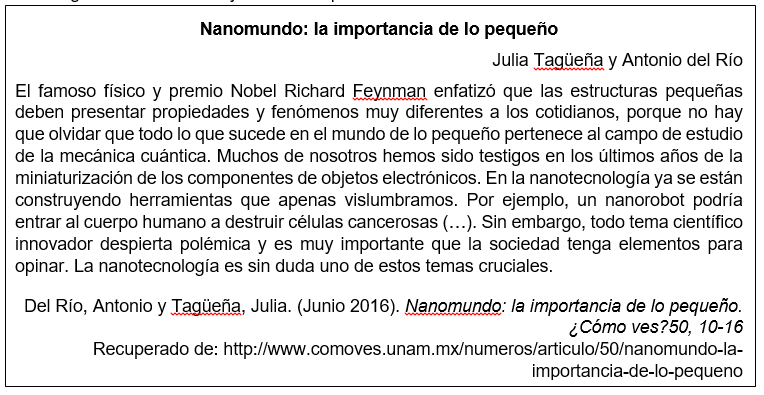 Nanomundo: la importancia de lo pequeño
Julia Tagüeña y Antonio del Río
El famoso físico y premio Nobel Richard Feynman enfatizó que las estructuras pequeñas
deben presentar propiedades y fenómenos muy diferentes a los cotidianos, porque no hay
que olvidar que todo lo que sucede en el mundo de lo pequeño pertenece al campo de estudio
de la mecánica cuántica. Muchos de nosotros hemos sido testigos en los últimos años de la
miniaturización de los componentes de objetos electrónicos. En la nanotecnología ya se están
construyendo herramientas que apenas vislumbramos. Por ejemplo, un nanorobot podría
entrar al cuerpo humano a destruir células cancerosas (…). Sin embargo, todo tema científico
innovador despierta polémica y es muy importante que la sociedad tenga elementos para
opinar. La nanotecnología es sin duda uno de estos temas cruciales.
Del Río, Antonio y Tagüeña, Julia. (Junio 2016). Nanomundo: la importancia de lo pequeño.
¿Cómo ves?50, 10-16
Recuperado de: http://www.comoves.unam.mx/numeros/articulo/50/nanomundo-la-
importancia-de-lo-pequeno